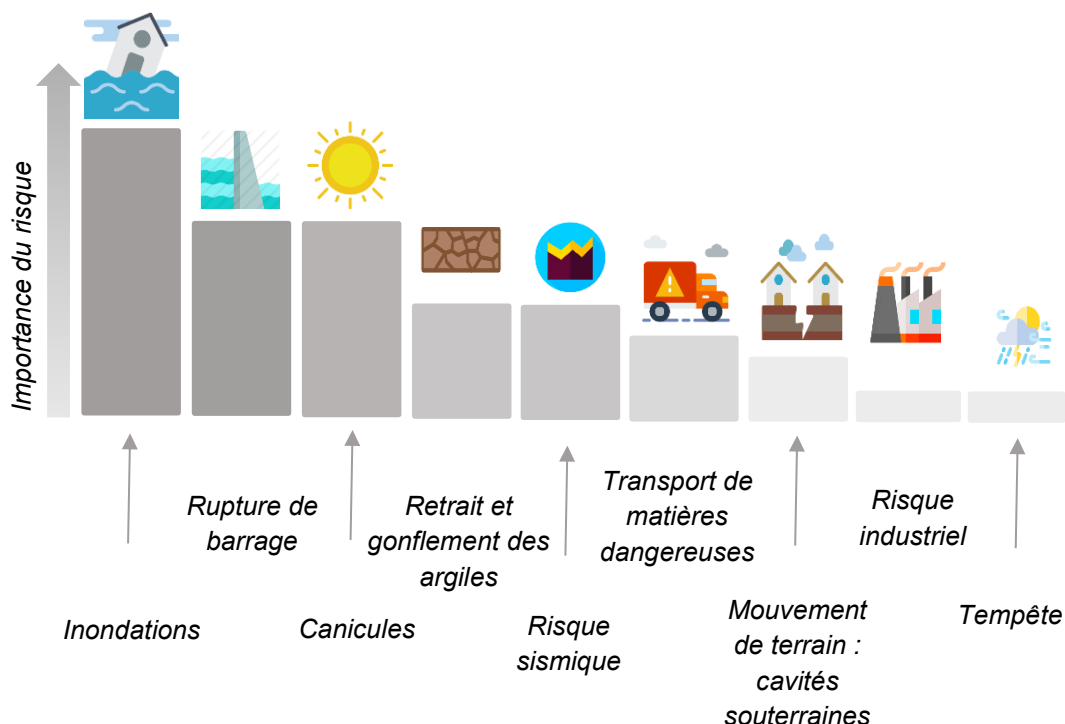 Importance du risque
Inondations
Rupture de
barrage
Canicules
Retrait et
gonflement des
argiles
Risque
sismique
Transport de
matières
dangereuses
Mouvement
de terrain :
cavités
souterraines
Risque
industriel
Tempête